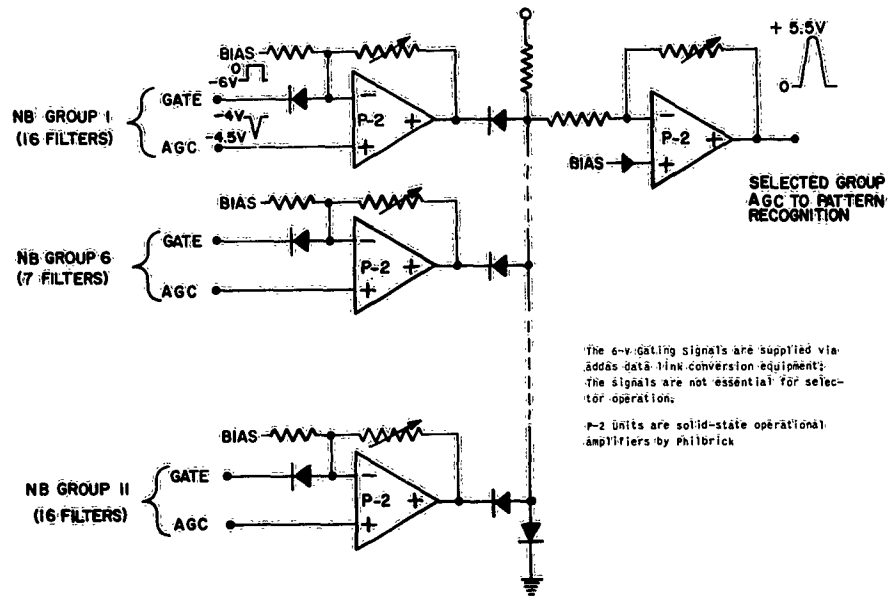 + 5.5V
0
BIAS
0
-6V
GATE
NB GROUP I
(16 FILTERS)
-4V
-4.5V
AGC
P-2
BIAS
P-2
SELECTED GROUP
AGC TO PATTERN
RECOGNITION
BIAS
GATE
NB GROUP 6
(7 FILTERS)
AGC
P-2
The 6-V Gating Signals are supplied via
addas data link conversion equipment;
The signals are not essential for selec-
tor operation.
P-2 units are solid-state operational
amplifiers by Philbrick
BIAS
GATE
NB GROUP II
(16 FILTERS)
AGC
P-2